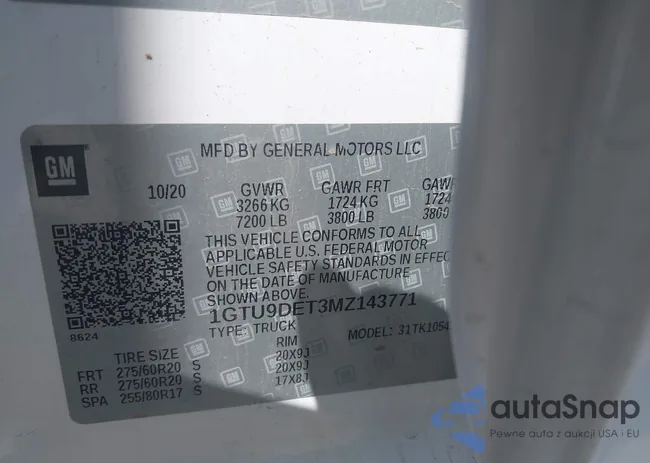 GM
MFD BY GENERAL MOTORS LLC
10/20 GVWR GAWR FRT GAW
3266 KG 1724 KG 1724
7200 LB 3800 LB 3800
THIS VEHICLE CONFORMS TO ALL
APPLICABLE U.S. FEDERAL MOTOR
VEHICLE SAFETY STANDARDS IN EFFEC
ON THE DATE OF MANUFACTURE
SHOWN ABOVE.
1GTU9DET3MZ143771
8624
TYPE: TRUCK MODEL: 31TK1054
TIRE SIZE RIM
FRT 275/60R20 S 20X9J
RR 275/60R20 S 20X9J
SPA 255/80R17 S 17X8J
autaSnap
Pewne auta z aukcji USA i EU